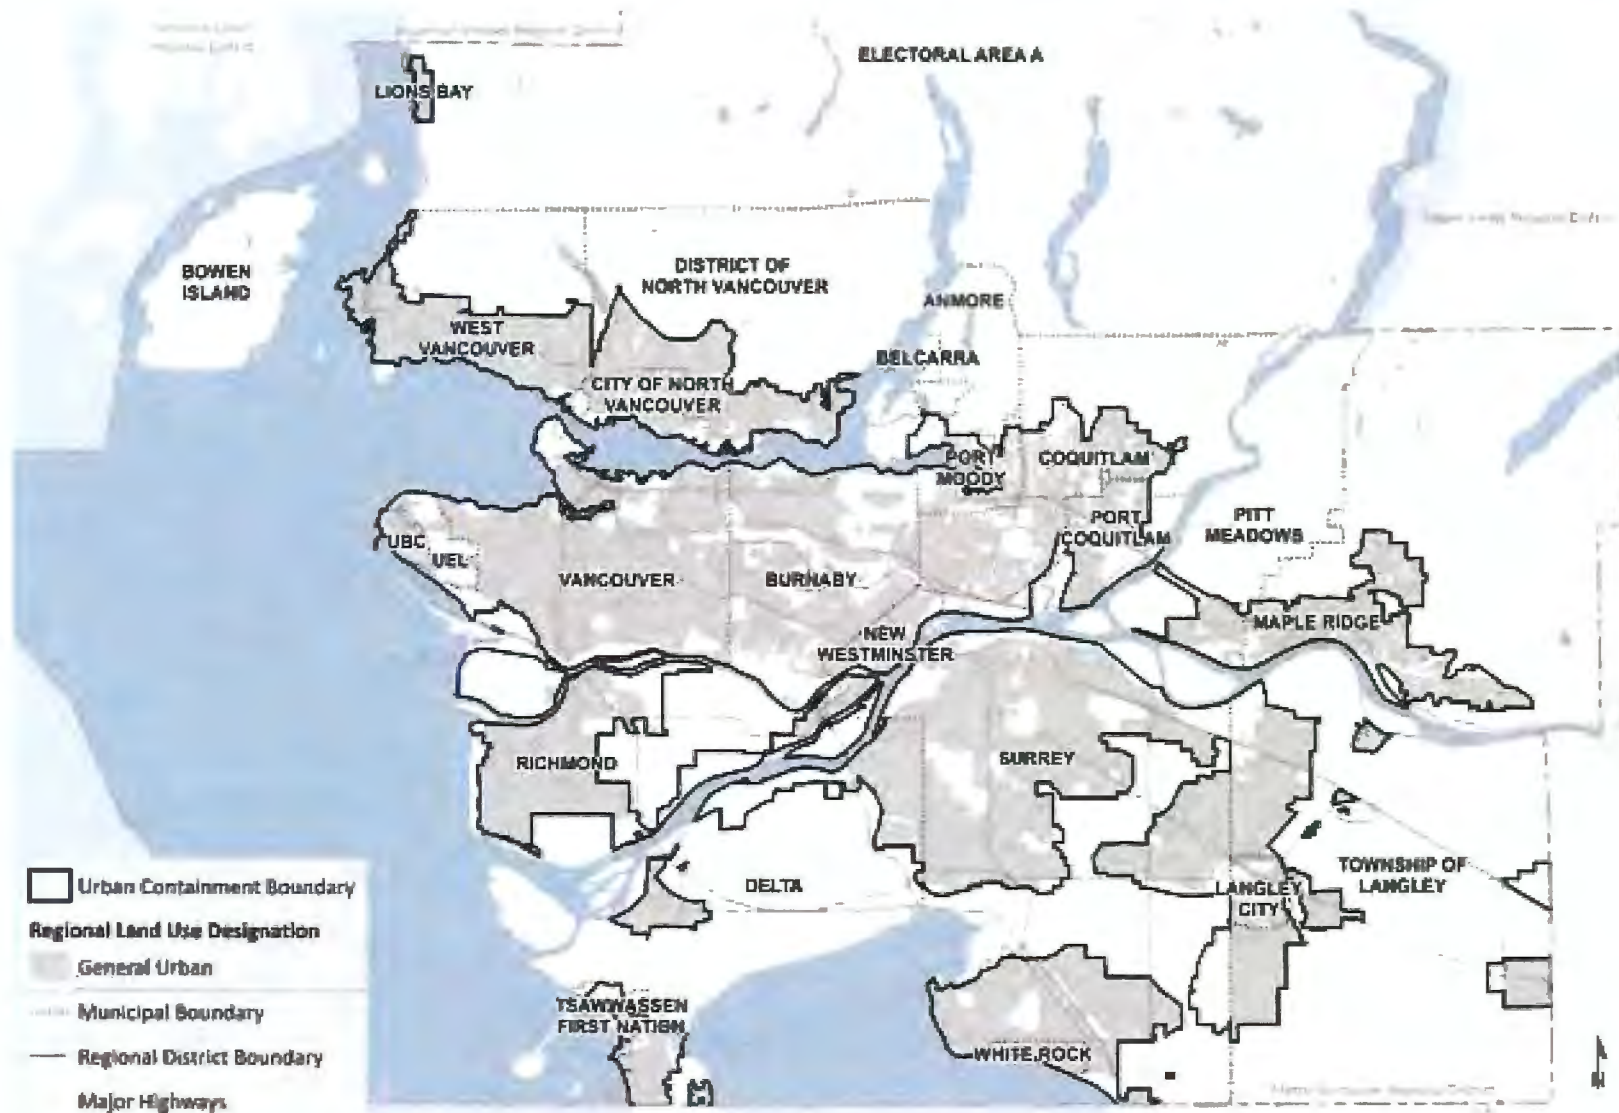 ELECTORAL AREA A
LIONS BAY
BOWEN
ISLAND
DISTRICT OF
NORTH VANCOUVER
ANMORE
WEST
VANCOUVER
BELCARRA
CITY OF NORTH
VANCOUVER
PORT
MOODY
COQUITLAM
PORT
COQUITLAM
PITT
MEADOWS
UBC
UEL
VANCOUVER
BURNABY
MAPLE RIDGE
NEW
WESTMINSTER
RICHMOND
SURREY
DELTA
LANGLEY
CITY
TOWNSHIP OF
LANGLEY
TSAWWASSEN
FIRST NATION
WHITE ROCK
Urban Containment Boundary
Regional Land Use Designation
General Urban
Municipal Boundary
Regional District Boundary
Major Highways
N